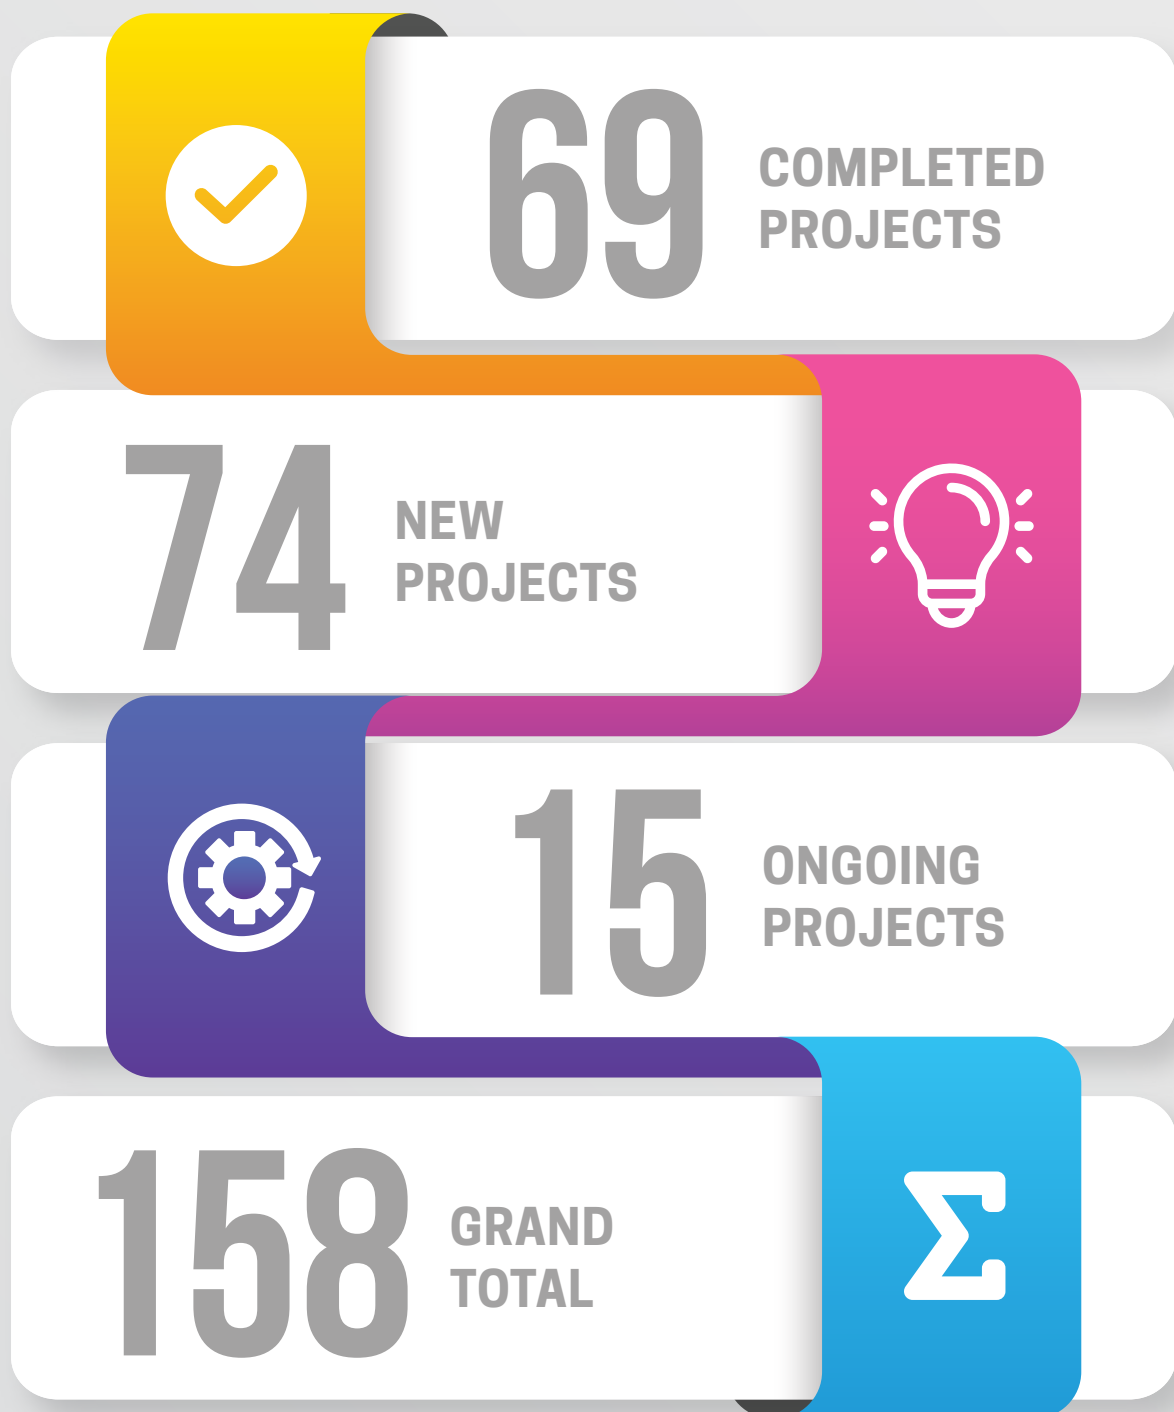 69 COMPLETED
PROJECTS
74 NEW
PROJECTS
15 ONGOING
PROJECTS
158 GRAND
TOTAL
Σ